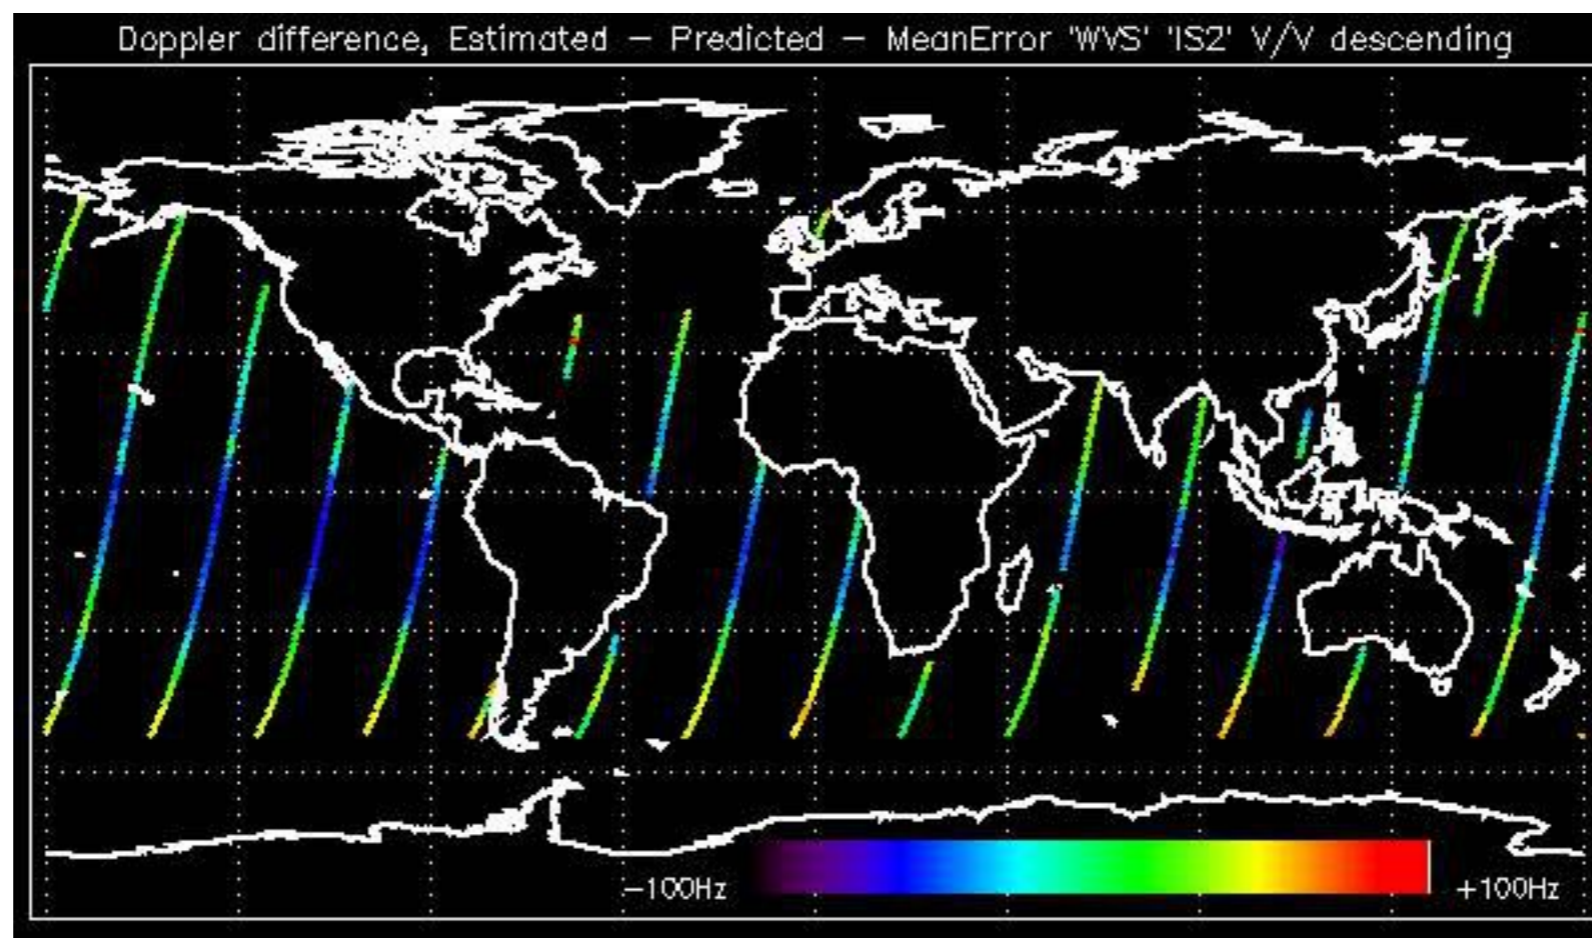 Doppler difference, Estimated – Predicted – MeanError 'WVS' 'IS2' V/V descending
–100Hz
+100Hz